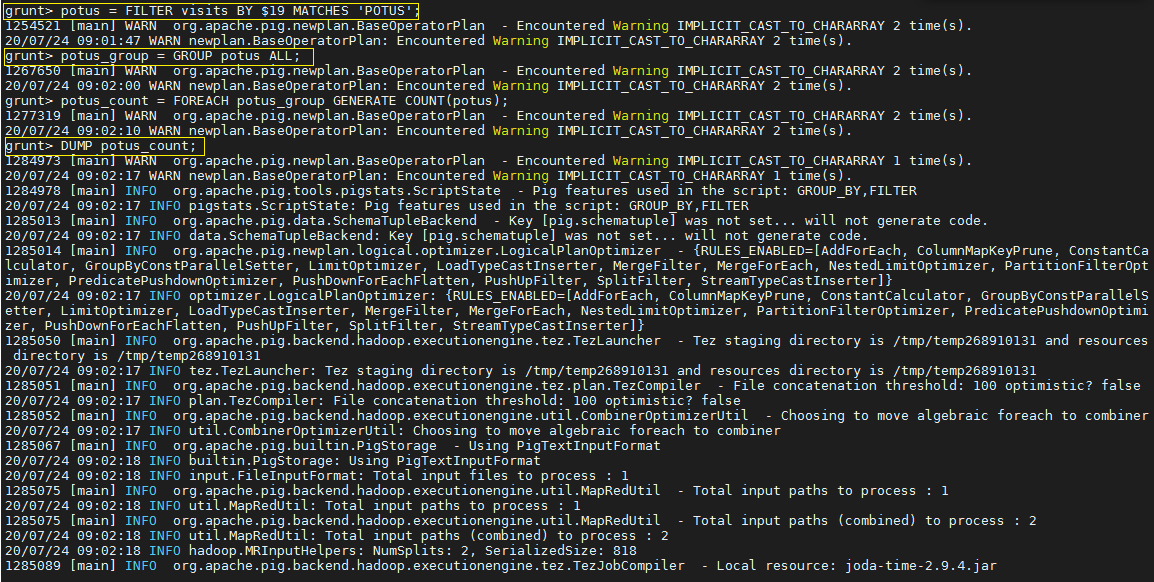 grunt> potus = FILTER visits BY $19 MATCHES 'POTUS';
1254521 [main] WARN  org.apache.pig.newplan.BaseOperatorPlan  - Encountered Warning IMPLICIT_CAST_TO_CHARARRAY 2 time(s).
20/07/24 09:01:47 WARN newplan.BaseOperatorPlan: Encountered Warning IMPLICIT_CAST_TO_CHARARRAY 2 time(s).
grunt> potus_group = GROUP potus ALL;
1267650 [main] WARN  org.apache.pig.newplan.BaseOperatorPlan  - Encountered Warning IMPLICIT_CAST_TO_CHARARRAY 2 time(s).
20/07/24 09:02:00 WARN newplan.BaseOperatorPlan: Encountered Warning IMPLICIT_CAST_TO_CHARARRAY 2 time(s).
grunt> potus_count = FOREACH potus_group GENERATE COUNT(potus);
1277319 [main] WARN  org.apache.pig.newplan.BaseOperatorPlan  - Encountered Warning IMPLICIT_CAST_TO_CHARARRAY 2 time(s).
20/07/24 09:02:10 WARN newplan.BaseOperatorPlan: Encountered Warning IMPLICIT_CAST_TO_CHARARRAY 2 time(s).
grunt> DUMP potus_count;
1284973 [main] WARN  org.apache.pig.newplan.BaseOperatorPlan  - Encountered Warning IMPLICIT_CAST_TO_CHARARRAY 1 time(s).
20/07/24 09:02:17 WARN newplan.BaseOperatorPlan: Encountered Warning IMPLICIT_CAST_TO_CHARARRAY 1 time(s).
1284978 [main] INFO  org.apache.pig.tools.pigstats.ScriptState  - Pig features used in the script: GROUP_BY,FILTER
20/07/24 09:02:17 INFO pigstats.ScriptState: Pig features used in the script: GROUP_BY,FILTER
1285013 [main] INFO  org.apache.pig.data.SchemaTupleBackend  - Key [pig.schematuple] was not set... will not generate code.
20/07/24 09:02:17 INFO data.SchemaTupleBackend: Key [pig.schematuple] was not set... will not generate code.
1285014 [main] INFO  org.apache.pig.newplan.logical.optimizer.LogicalPlanOptimizer  - {RULES_ENABLED=[AddForEach, ColumnMapKeyPrune, ConstantCa
lculator, GroupByConstParallelSetter, LimitOptimizer, LoadTypeCastInserter, MergeFilter, MergeForEach, NestedLimitOptimizer, PartitionFilterOpt
imizer, PredicatePushdownOptimizer, PushDownForEachFlatten, PushUpFilter, SplitFilter, StreamTypeCastInserter]}
20/07/24 09:02:17 INFO optimizer.LogicalPlanOptimizer: {RULES_ENABLED=[AddForEach, ColumnMapKeyPrune, ConstantCalculator, GroupByConstParallelS
etter, LimitOptimizer, LoadTypeCastInserter, MergeFilter, MergeForEach, NestedLimitOptimizer, PartitionFilterOptimizer, PredicatePushdownOptimi
zer, PushDownForEachFlatten, PushUpFilter, SplitFilter, StreamTypeCastInserter]}
1285050 [main] INFO  org.apache.pig.backend.hadoop.executionengine.tez.TezLauncher  - Tez staging directory is /tmp/temp268910131 and resources
 directory is /tmp/temp268910131
20/07/24 09:02:17 INFO tez.TezLauncher: Tez staging directory is /tmp/temp268910131 and resources directory is /tmp/temp268910131
1285051 [main] INFO  org.apache.pig.backend.hadoop.executionengine.tez.plan.TezCompiler  - File concatenation threshold: 100 optimistic? false
20/07/24 09:02:17 INFO plan.TezCompiler: File concatenation threshold: 100 optimistic? false
1285052 [main] INFO  org.apache.pig.backend.hadoop.executionengine.util.CombinerOptimizerUtil  - Choosing to move algebraic foreach to combiner
20/07/24 09:02:17 INFO util.CombinerOptimizerUtil: Choosing to move algebraic foreach to combiner
1285067 [main] INFO  org.apache.pig.builtin.PigStorage  - Using PigTextInputFormat
20/07/24 09:02:18 INFO builtin.PigStorage: Using PigTextInputFormat
20/07/24 09:02:18 INFO input.FileInputFormat: Total input files to process : 1
1285075 [main] INFO  org.apache.pig.backend.hadoop.executionengine.util.MapRedUtil  - Total input paths to process : 1
20/07/24 09:02:18 INFO util.MapRedUtil: Total input paths to process : 1
1285075 [main] INFO  org.apache.pig.backend.hadoop.executionengine.util.MapRedUtil  - Total input paths (combined) to process : 2
20/07/24 09:02:18 INFO util.MapRedUtil: Total input paths (combined) to process : 2
20/07/24 09:02:18 INFO hadoop.MRInputHelpers: NumSplits: 2, SerializedSize: 818
1285089 [main] INFO  org.apache.pig.backend.hadoop.executionengine.tez.TezJobCompiler  - Local resource: joda-time-2.9.4.jar